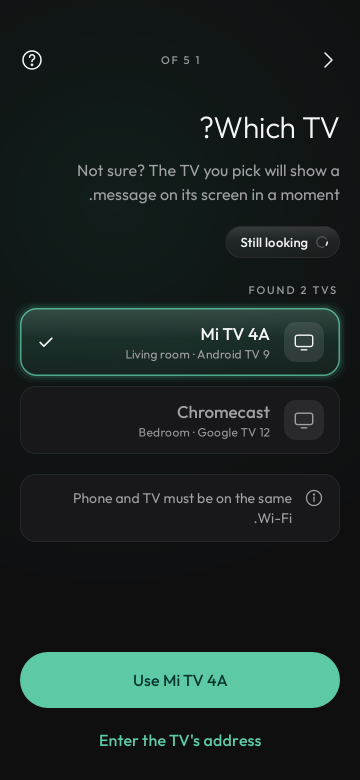 OF 5 1
?Which TV
Not sure? The TV you pick will show a
.message on its screen in a moment
Still looking
FOUND 2 TVS
Mi TV 4A
Living room · Android TV 9
Chromecast
Bedroom · Google TV 12
Phone and TV must be on the same
.Wi-Fi
Use Mi TV 4A
Enter the TV's address